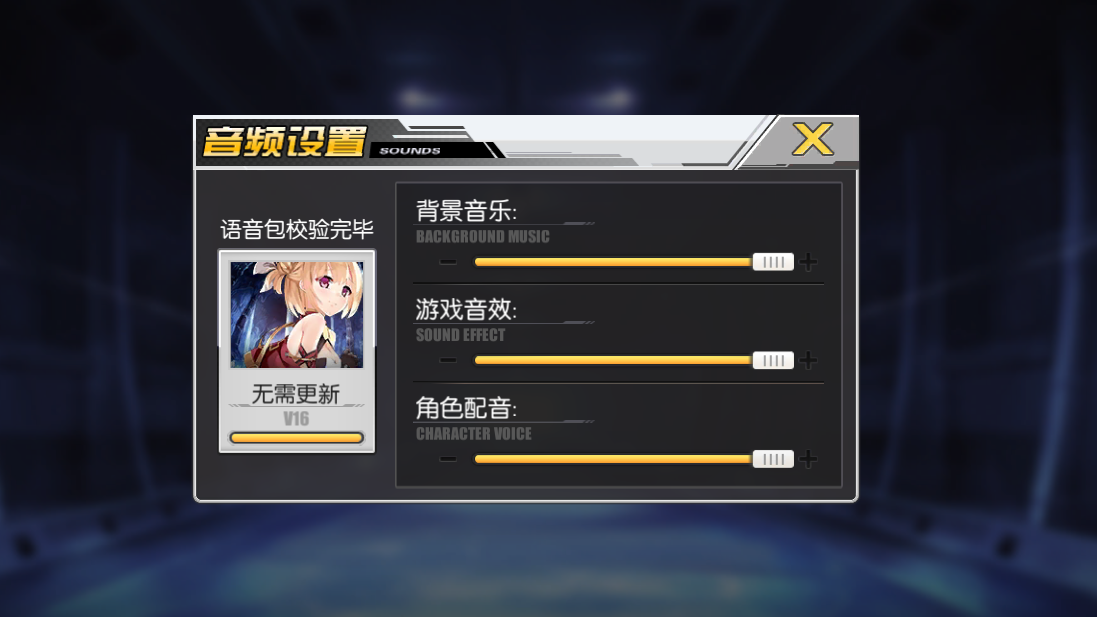 音频设置 SOUNDS
语音包校验完毕
无需更新
V16
背景音乐:
BACKGROUND MUSIC
游戏音效:
SOUND EFFECT
角色配音:
CHARACTER VOICE